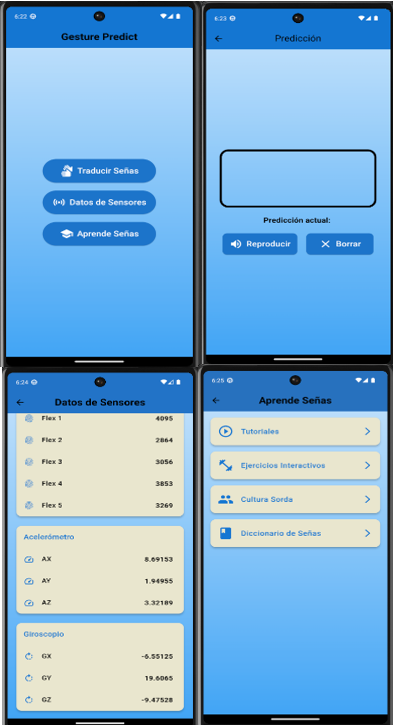 6:22
Gesture Predict
Traducir Señas
Datos de Sensores
Aprende Señas
6:23
Predicción
Predicción actual:
Reproducir
Borrar
6:24
Datos de Sensores
Flex 1 4095
Flex 2 2864
Flex 3 3056
Flex 4 3853
Flex 5 3269
Acelerómetro
AX 8.69153
AY 1.94955
AZ 3.32189
Giroscopio
GX -6.55125
GY 19.6065
GZ -9.47528
6:25
Aprende Señas
Tutoriales
Ejercicios Interactivos
Cultura Sorda
Diccionario de Señas